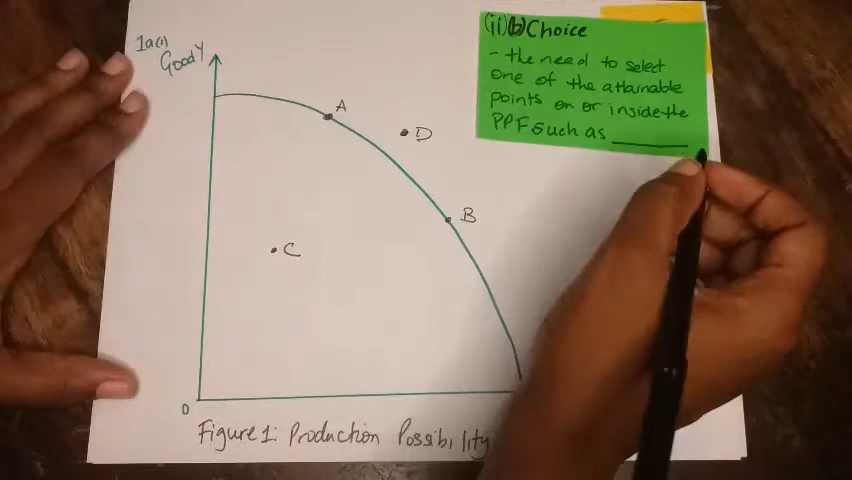 1a(i)
Good Y
(ii)(b) Choice
- the need to select
one of the attainable
points on or inside the
PPF such as ______
A
D
B
C
0
Figure 1: Production Possibility